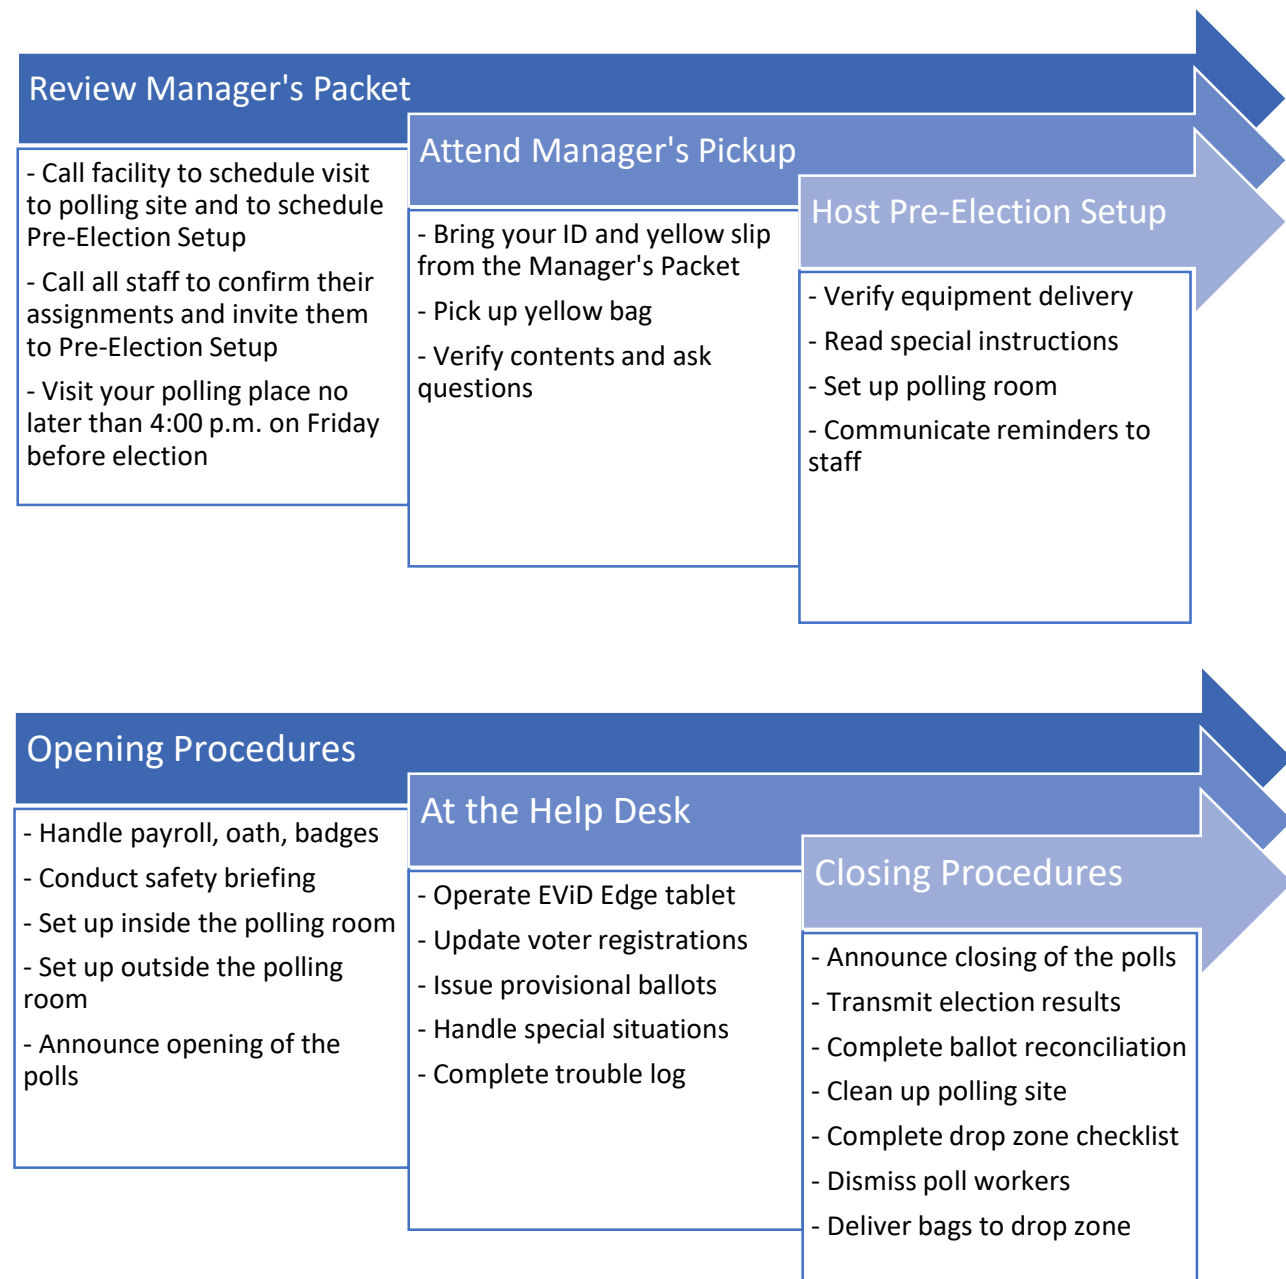 Review Manager's Packet
- Call facility to schedule visit
to polling site and to schedule
Pre-Election Setup
- Call all staff to confirm their
assignments and invite them
to Pre-Election Setup
- Visit your polling place no
later than 4:00 p.m. on Friday
before election
Attend Manager's Pickup
- Bring your ID and yellow slip
from the Manager's Packet
- Pick up yellow bag
- Verify contents and ask
questions
Host Pre-Election Setup
- Verify equipment delivery
- Read special instructions
- Set up polling room
- Communicate reminders to
staff
Opening Procedures
- Handle payroll, oath, badges
- Conduct safety briefing
- Set up inside the polling room
- Set up outside the polling
room
- Announce opening of the
polls
At the Help Desk
- Operate EViD Edge tablet
- Update voter registrations
- Issue provisional ballots
- Handle special situations
- Complete trouble log
Closing Procedures
- Announce closing of the polls
- Transmit election results
- Complete ballot reconciliation
- Clean up polling site
- Complete drop zone checklist
- Dismiss poll workers
- Deliver bags to drop zone